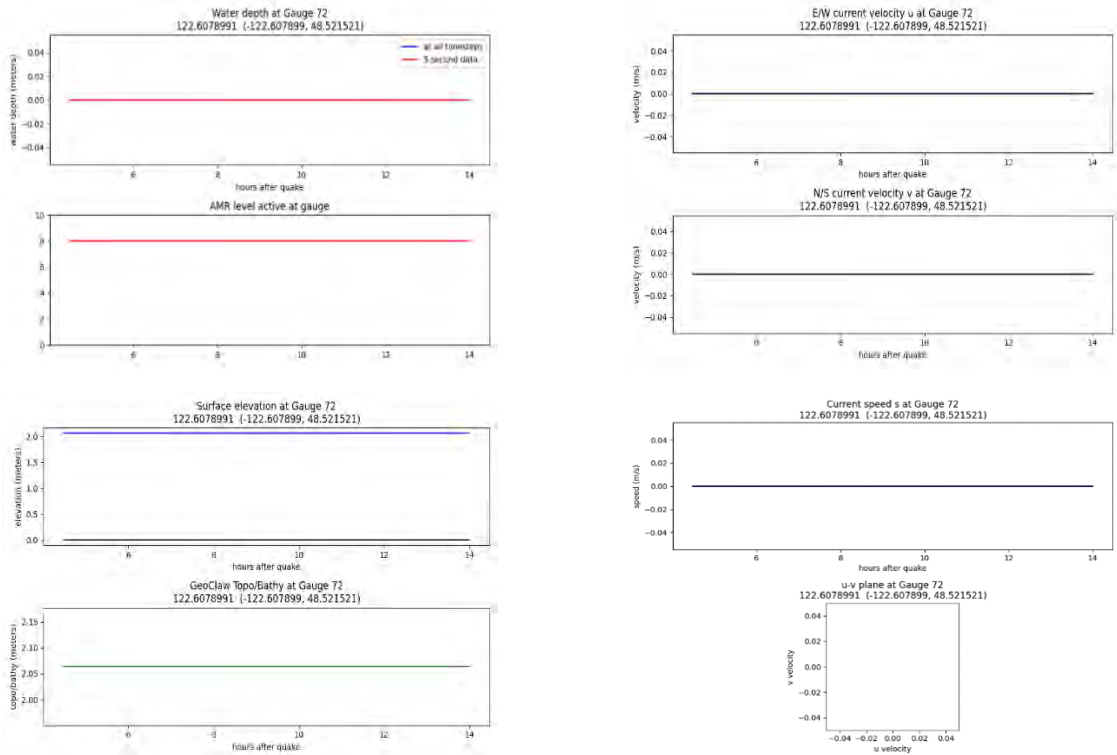 Water depth at Gauge 72
122.6078991 (-122.607899, 48.521521)
at all timesteps
5 second data
water depth (meters)
0.04
0.02
0.00
−0.02
−0.04
6 8 10 12 14
hours after quake
AMR level active at gauge
10
8
6
4
2
0
6 8 10 12 14
hours after quake
Surface elevation at Gauge 72
122.6078991 (-122.607899, 48.521521)
elevation (meters)
2.0
1.5
1.0
0.5
0.0
6 8 10 12 14
hours after quake
GeoClaw Topo/Bathy at Gauge 72
122.6078991 (-122.607899, 48.521521)
topo/bathy (meters)
2.15
2.10
2.05
2.00
6 8 10 12 14
hours after quake
E/W current velocity u at Gauge 72
122.6078991 (-122.607899, 48.521521)
velocity (m/s)
0.04
0.02
0.00
−0.02
−0.04
6 8 10 12 14
hours after quake
N/S current velocity v at Gauge 72
122.6078991 (-122.607899, 48.521521)
velocity (m/s)
0.04
0.02
0.00
−0.02
−0.04
6 8 10 12 14
hours after quake
Current speed s at Gauge 72
122.6078991 (-122.607899, 48.521521)
speed (m/s)
0.04
0.02
0.00
−0.02
−0.04
6 8 10 12 14
hours after quake
u-v plane at Gauge 72
122.6078991 (-122.607899, 48.521521)
v velocity
0.04
0.02
0.00
−0.02
−0.04
−0.04 −0.02 0.00 0.02 0.04
u velocity